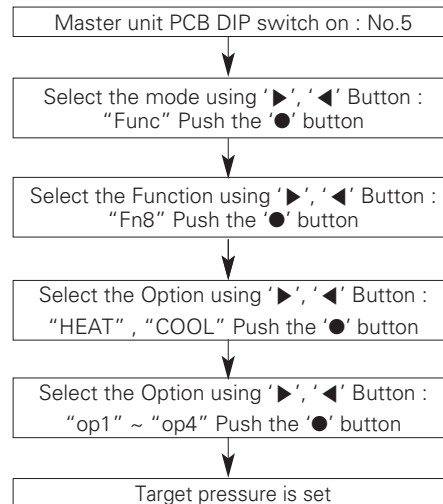 Master unit PCB DIP switch on : No.5
Select the mode using ‘▶’, ‘◀’ Button :
“Func” Push the ‘●’ button
Select the Function using ‘▶’, ‘◀’ Button :
“Fn8” Push the ‘●’ button
Select the Option using ‘▶’, ‘◀’ Button :
“HEAT” , “COOL” Push the ‘●’ button
Select the Option using ‘▶’, ‘◀’ Button :
“op1” ~ “op4” Push the ‘●’ button
Target pressure is set